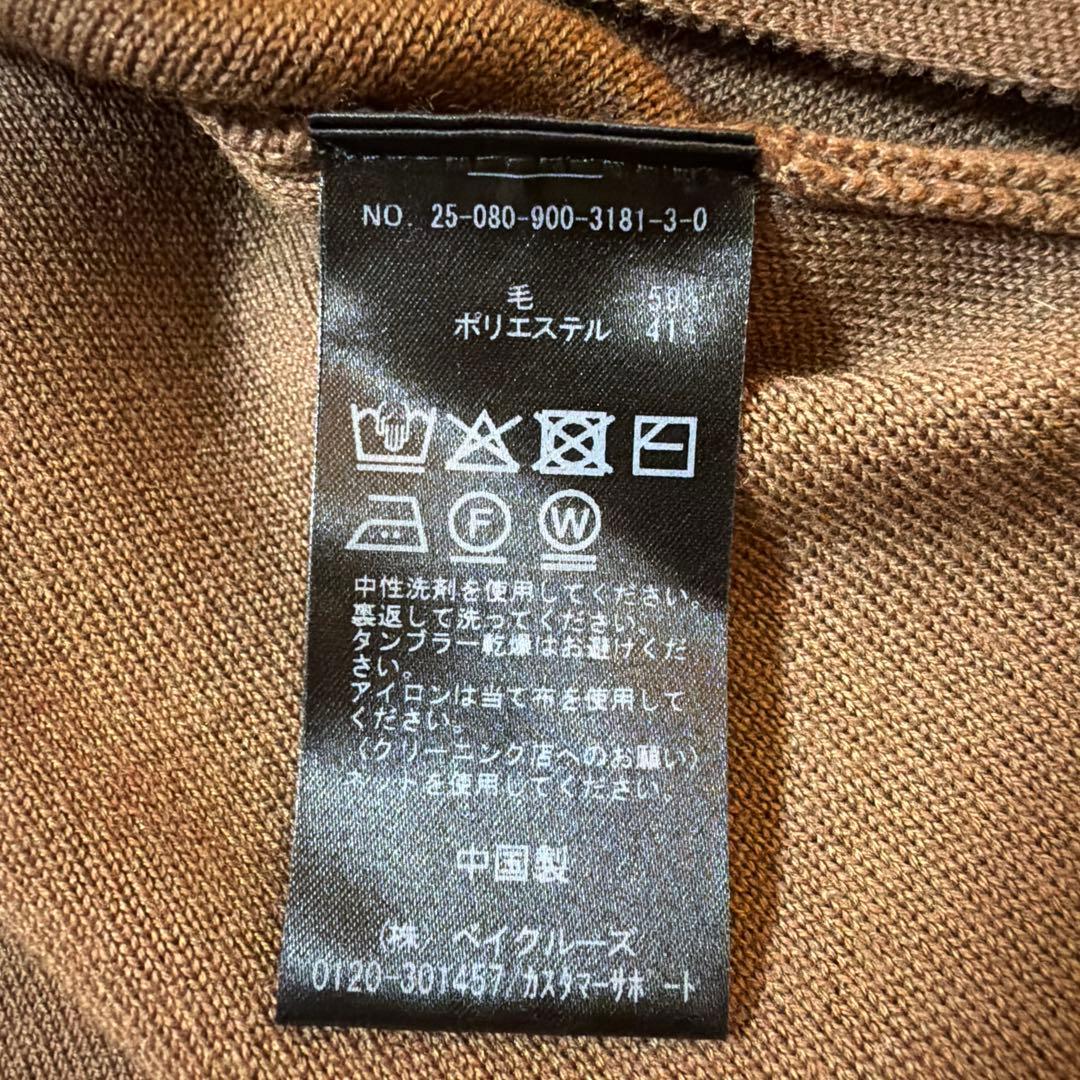 NO. 25-080-900-3181-3-0
毛
ポリエステル 41%
F W
中性洗剤を使用してください。
裏返して洗ってください。
タンブラー乾燥はお避けくだ
さい。
アイロンは当て布を使用して
ください。
(クリーニング店へのお願い)
ネットを使用してください。
中国製
(株)ベイクルーズ
0120-301457/カスタマーサポート